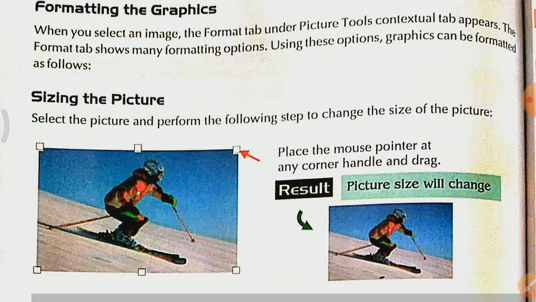 Formatting the Graphics
When you select an image, the Format tab under Picture Tools contextual tab appears. The
Format tab shows many formatting options. Using these options, graphics can be formatted
as follows:
Sizing the Picture
Select the picture and perform the following step to change the size of the picture:
Place the mouse pointer at
any corner handle and drag.
Result Picture size will change